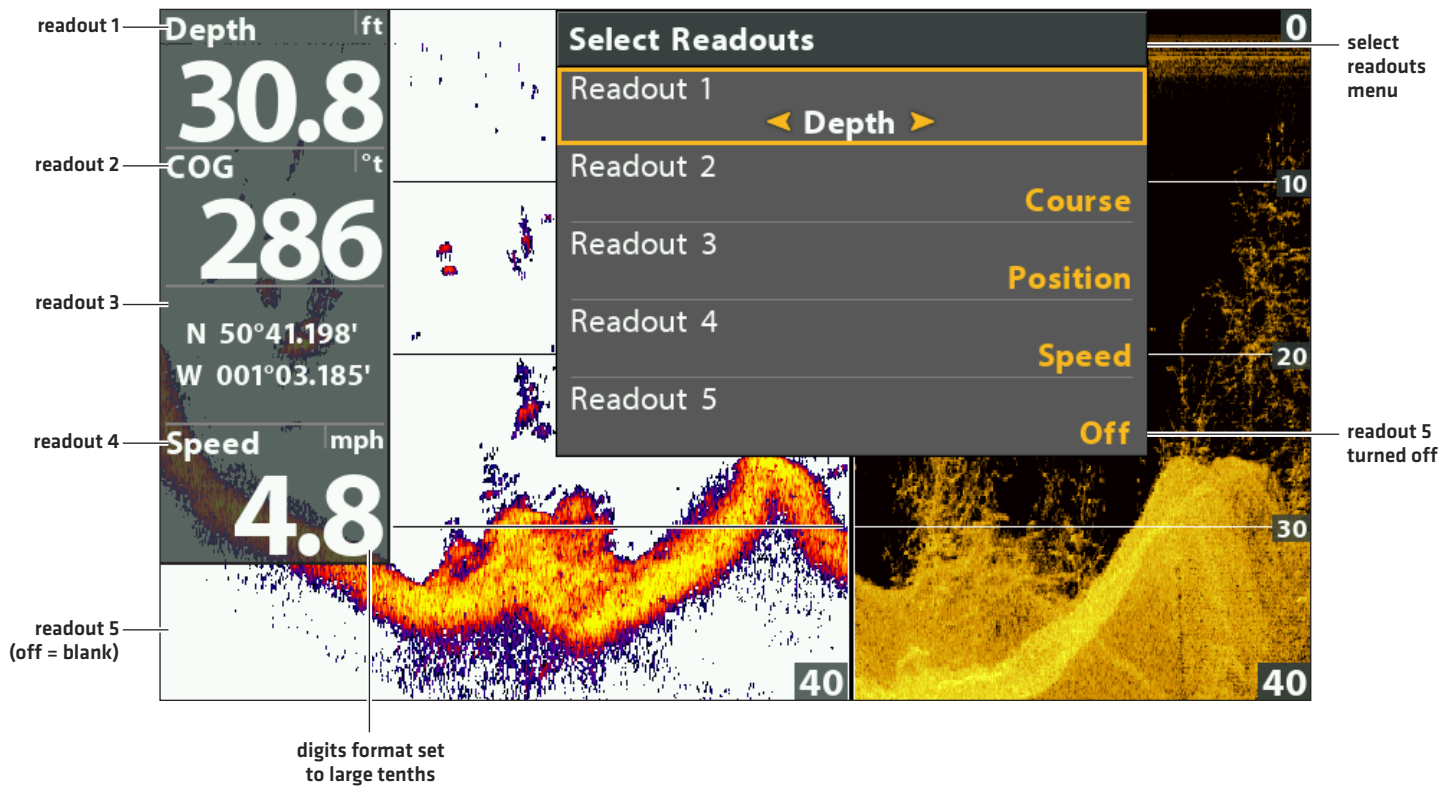 readout 1
Depth ft
30.8
readout 2
COG °t
286
readout 3
N 50°41.198'
W 001°03.185'
readout 4
Speed mph
4.8
readout 5
(off = blank)
digits format set
to large tenths
Select Readouts
Readout 1
Depth
Readout 2
Course
Readout 3
Position
Readout 4
Speed
Readout 5
Off
select
readouts
menu
readout 5
turned off
0
10
20
30
40
40